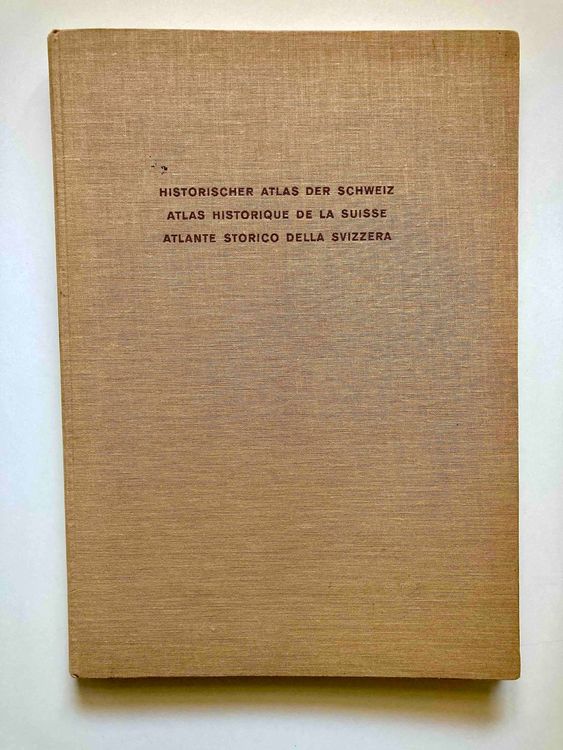 HISTORISCHER ATLAS DER SCHWEIZ
ATLAS HISTORIQUE DE LA SUISSE
ATLANTE STORICO DELLA SVIZZERA